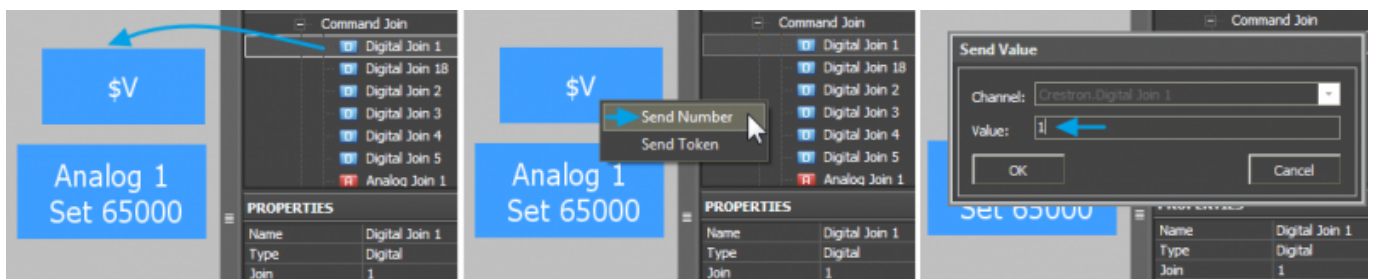 $V
Analog 1
Set 65000
Command Join
D Digital Join 1
D Digital Join 18
D Digital Join 2
D Digital Join 3
D Digital Join 4
D Digital Join 5
A Analog Join 1
PROPERTIES
Name Digital Join 1
Type Digital
Join 1
$V
Send Number
Send Token
Analog 1
Set 65000
Command Join
D Digital Join 1
D Digital Join 18
D Digital Join 2
D Digital Join 3
D Digital Join 4
D Digital Join 5
A Analog Join 1
PROPERTIES
Name Digital Join 1
Type Digital
Join 1
Command Join
Send Value
Channel: Crestron.Digital Join 1
Value: 1
OK Cancel
Set 65000
PROPERTIES
Name Digital Join 1
Type Digital
Join 1